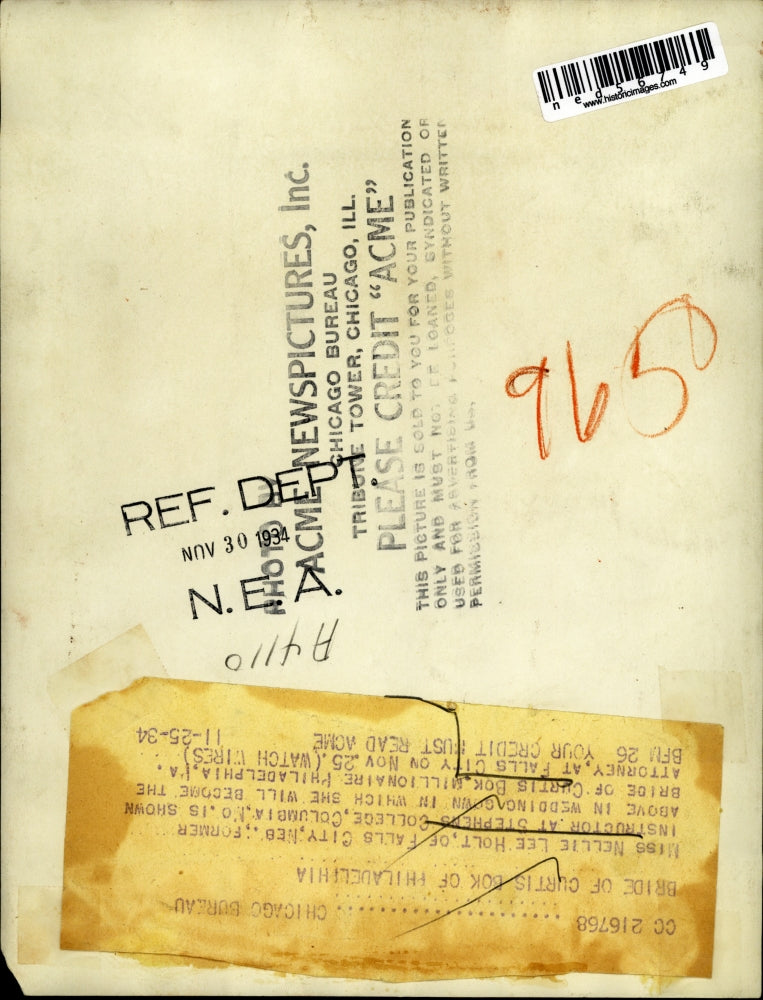 ned56749
www.historicimages.com
PHOTO BY
ACME NEWSPICTURES, Inc.
CHICAGO BUREAU
TRIBUNE TOWER, CHICAGO, ILL.
PLEASE CREDIT "ACME"
THIS PICTURE IS SOLD TO YOU FOR YOUR PUBLICATION
ONLY AND MUST NOT BE LOANED, SYNDICATED OR
USED FOR ADVERTISING PURPOSES WITHOUT WRITTEN
PERMISSION FROM US.
965
REF. DEPT.
NOV 30 1934
N.E.A.
A4110
CC 216768 ........................ CHICAGO BUREAU
BRIDE OF CURTIS BOK OF PHILADELPHIA
MISS NELLIE LEE HOLT, OF FALLS CITY, NEB., FORMER
INSTRUCTOR AT STEPHENS COLLEGE, COLUMBIA, MO. IS SHOWN
ABOVE IN WEDDING GOWN IN WHICH SHE WILL BECOME THE
BRIDE OF CURTIS BOK, MILLIONAIRE PHILADELPHIA, PA.
ATTORNEY, AT FALLS CITY ON NOV. 25. (WATCH WIRES)
BFM 26 YOUR CREDIT MUST READ ACME 11-25-34